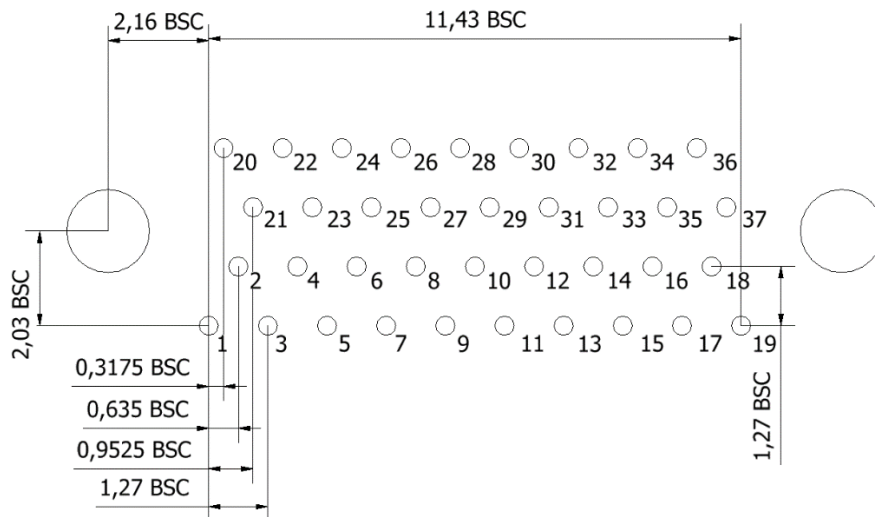 2,16 BSC
11,43 BSC
20 22 24 26 28 30 32 34 36
21 23 25 27 29 31 33 35 37
2 4 6 8 10 12 14 16 18
2,03 BSC
1 3 5 7 9 11 13 15 17 19
0,3175 BSC
1,27 BSC
0,635 BSC
0,9525 BSC
1,27 BSC